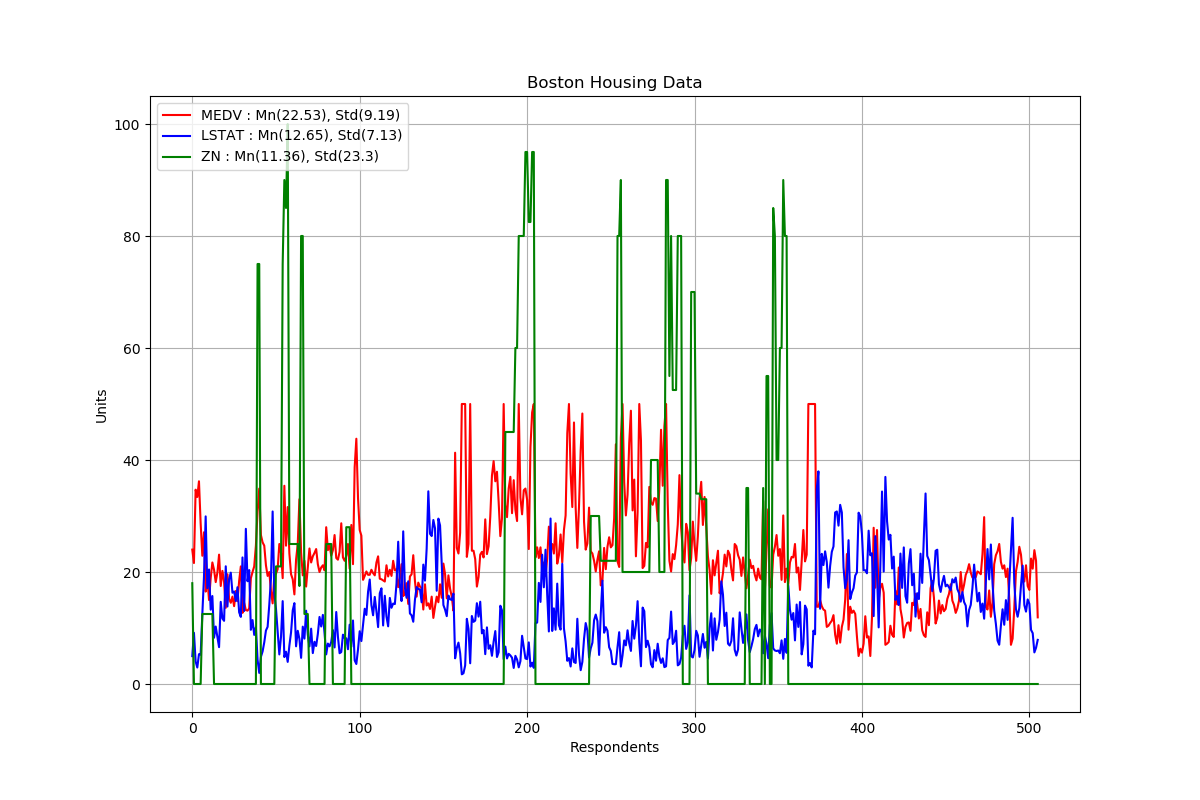 Boston Housing Data
MEDV : Mn(22.53), Std(9.19)
LSTAT : Mn(12.65), Std(7.13)
ZN : Mn(11.36), Std(23.3)
100
80
60
40
20
0
Units
0 100 200 300 400 500
Respondents